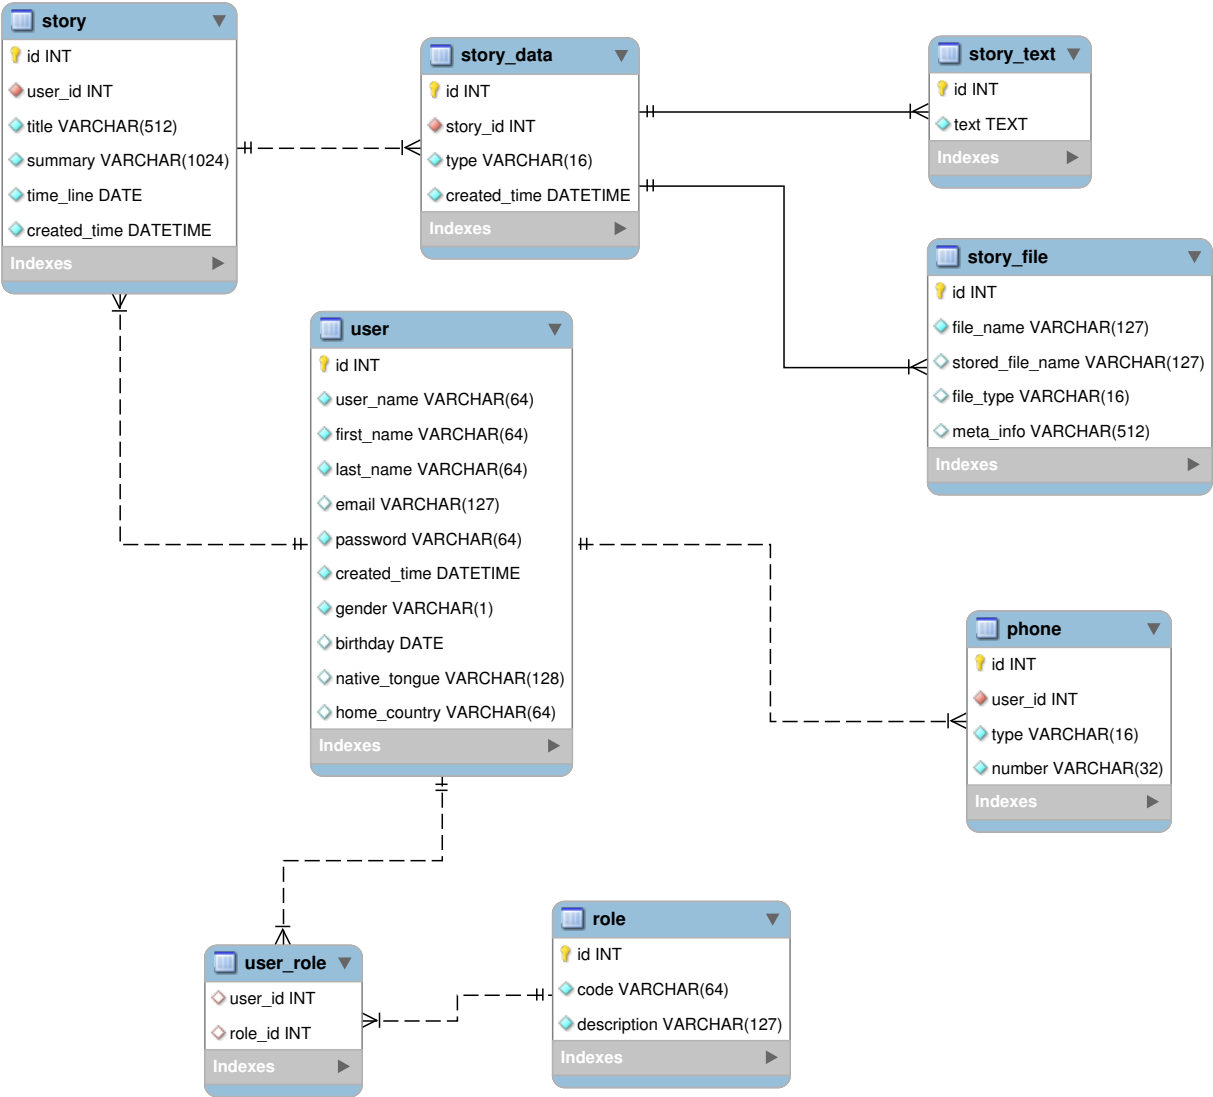 story
id INT
user_id INT
title VARCHAR(512)
summary VARCHAR(1024)
time_line DATE
created_time DATETIME
Indexes
story_data
id INT
story_id INT
type VARCHAR(16)
created_time DATETIME
Indexes
story_text
id INT
text TEXT
Indexes
story_file
id INT
file_name VARCHAR(127)
stored_file_name VARCHAR(127)
file_type VARCHAR(16)
meta_info VARCHAR(512)
Indexes
user
id INT
user_name VARCHAR(64)
first_name VARCHAR(64)
last_name VARCHAR(64)
email VARCHAR(127)
password VARCHAR(64)
created_time DATETIME
gender VARCHAR(1)
birthday DATE
native_tongue VARCHAR(128)
home_country VARCHAR(64)
Indexes
phone
id INT
user_id INT
type VARCHAR(16)
number VARCHAR(32)
Indexes
user_role
user_id INT
role_id INT
Indexes
role
id INT
code VARCHAR(64)
description VARCHAR(127)
Indexes